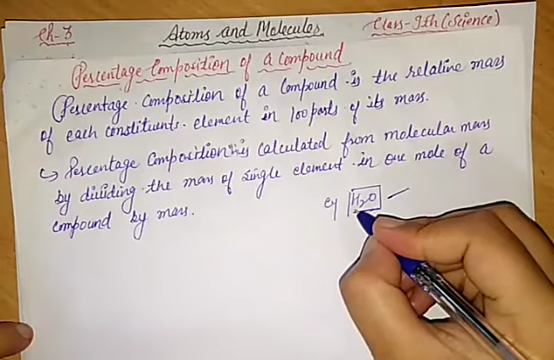 Ch-3 Atoms and Molecules Class-9th (Science)
Percentage Composition of a Compound
Percentage Composition of a Compound is the relative mass
of each constituents element in 100 parts of its mass.
↪ Percentage Composition is calculated from molecular mass
by dividing the mass of single element in one mole of a
compound by mass.
eg H₂O